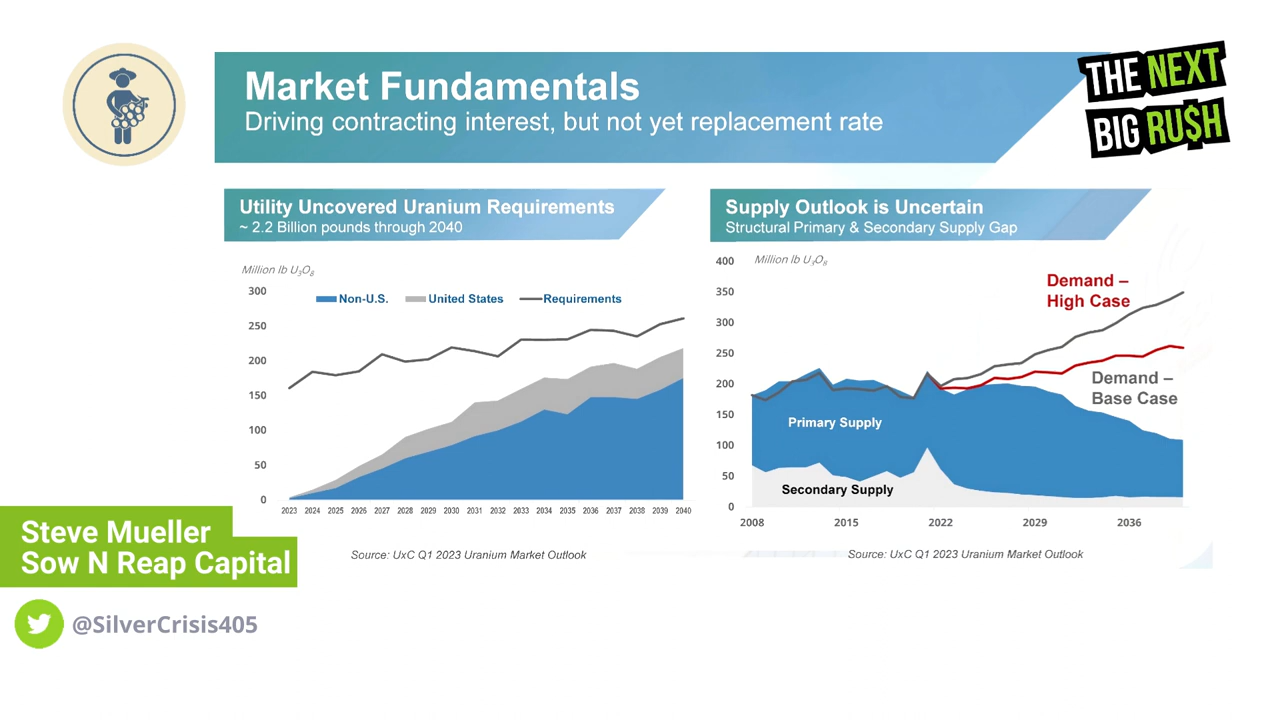 Market Fundamentals
Driving contracting interest, but not yet replacement rate
THE NEXT
BIG RU$H
Utility Uncovered Uranium Requirements
~ 2.2 Billion pounds through 2040
Million lb U₃O₈
300
250
200
150
100
50
0
Non-U.S.
United States
Requirements
2023 2024 2025 2026 2027 2028 2029 2030 2031 2032 2033 2034 2035 2036 2037 2038 2039 2040
Source: UxC Q1 2023 Uranium Market Outlook
Supply Outlook is Uncertain
Structural Primary & Secondary Supply Gap
Million lb U₃O₈
400
350
300
250
200
150
100
50
0
Demand –
High Case
Demand –
Base Case
Primary Supply
Secondary Supply
2008 2015 2022 2029 2036
Source: UxC Q1 2023 Uranium Market Outlook
Steve Mueller
Sow N Reap Capital
@SilverCrisis405